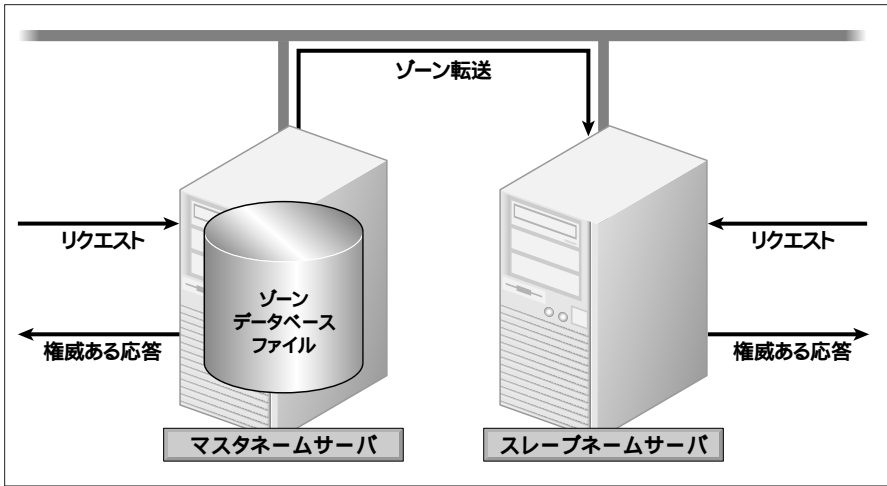 ゾーン転送
リクエスト
リクエスト
ゾーン
データベース
ファイル
権威ある応答
権威ある応答
マスタネームサーバ
スレーブネームサーバ